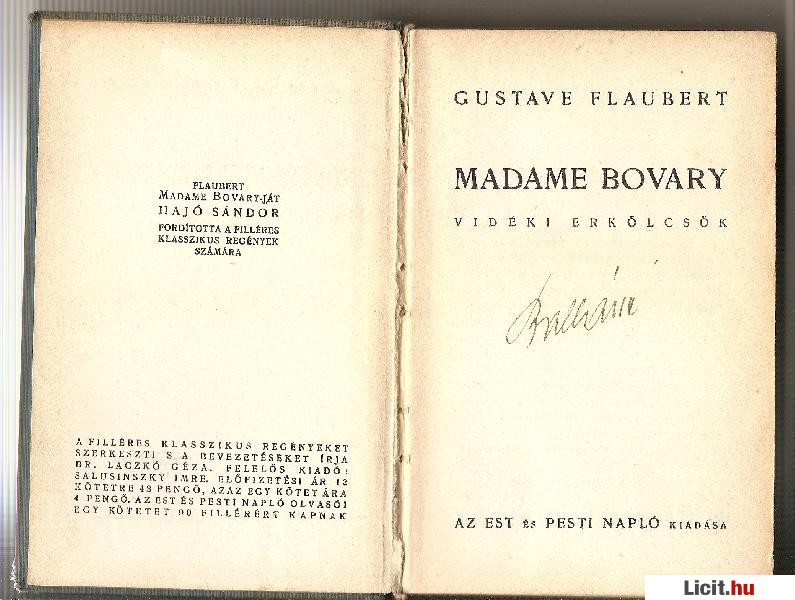 FLAUBERT
MADAME BOVARY-JÁT
HAJÓ SÁNDOR
FORDÍTOTTA A FILLÉRES
KLASSZIKUS REGÉNYEK
SZÁMÁRA
A FILLÉRES KLASSZIKUS REGÉNYEKET
SZERKESZTI S A BEVEZETÉSEKET ÍRJA
DR. LACZKÓ GÉZA. FELELŐS KIADÓ:
SALUSINSZKY IMRE. ELŐFIZETÉSI ÁR 12
KÖTETRE 48 PENGŐ, AZAZ EGY KÖTET ÁRA
4 PENGŐ. AZ EST ÉS PESTI NAPLÓ OLVASÓI
EGY KÖTETET 90 FILLÉRÉRT KAPNAK
GUSTAVE FLAUBERT
MADAME BOVARY
VIDÉKI ERKÖLCSÖK
AZ EST ÉS PESTI NAPLÓ KIADÁSA
Licit.hu